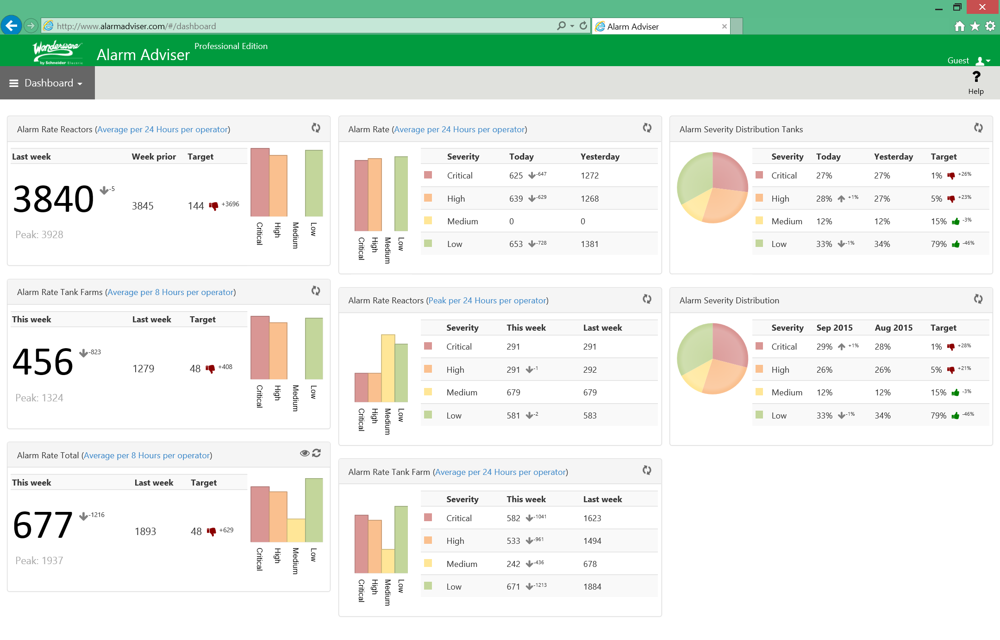 http://www.alarmadviser.com/#/dashboard
Alarm Adviser
Wonderware
by Schneider Electric
Alarm Adviser
Professional Edition
Guest
Dashboard
?
Help
Alarm Rate Reactors (Average per 24 Hours per operator)
Last week Week prior Target
3840 -5 3845 144 +3696
Peak: 3928
Critical High Medium Low
Alarm Rate Tank Farms (Average per 8 Hours per operator)
This week Last week Target
456 -823 1279 48 +408
Peak: 1324
Critical High Medium Low
Alarm Rate Total (Average per 8 Hours per operator)
This week Last week Target
677 -1216 1893 48 +629
Peak: 1937
Critical High Medium Low
Alarm Rate (Average per 24 Hours per operator)
Severity Today Yesterday
Critical 625 -647 1272
High 639 -629 1268
Medium 0 0
Low 653 -728 1381
Critical High Medium Low
Alarm Rate Reactors (Peak per 24 Hours per operator)
Severity This week Last week
Critical 291 291
High 291 -1 292
Medium 679 679
Low 581 -2 583
Critical High Medium Low
Alarm Rate Tank Farm (Average per 24 Hours per operator)
Severity This week Last week
Critical 582 -1041 1623
High 533 -961 1494
Medium 242 -436 678
Low 671 -1213 1884
Critical High Medium Low
Alarm Severity Distribution Tanks
Severity Today Yesterday Target
Critical 27% 27% 1% +26%
High 28% +1% 27% 5% +23%
Medium 12% 12% 15% -3%
Low 33% -1% 34% 79% -46%
Alarm Severity Distribution
Severity Sep 2015 Aug 2015 Target
Critical 29% +1% 28% 1% +28%
High 26% 26% 5% +21%
Medium 12% 12% 15% -3%
Low 33% -1% 34% 79% -46%